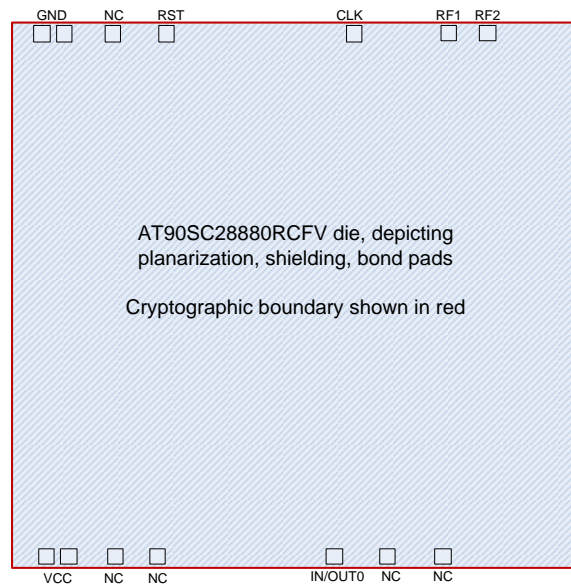 GND NC RST CLK RF1 RF2
AT90SC28880RCFV die, depicting
planarization, shielding, bond pads
Cryptographic boundary shown in red
VCC NC NC IN/OUT0 NC NC